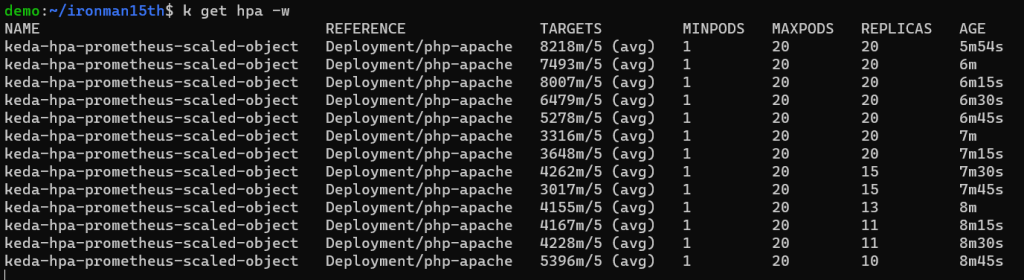 demo:~/ironman15th$ k get hpa -w
NAME REFERENCE TARGETS MINPODS MAXPODS REPLICAS AGE
keda-hpa-prometheus-scaled-object Deployment/php-apache 8218m/5 (avg) 1 20 20 5m54s
keda-hpa-prometheus-scaled-object Deployment/php-apache 7493m/5 (avg) 1 20 20 6m
keda-hpa-prometheus-scaled-object Deployment/php-apache 8007m/5 (avg) 1 20 20 6m15s
keda-hpa-prometheus-scaled-object Deployment/php-apache 6479m/5 (avg) 1 20 20 6m30s
keda-hpa-prometheus-scaled-object Deployment/php-apache 5278m/5 (avg) 1 20 20 6m45s
keda-hpa-prometheus-scaled-object Deployment/php-apache 3316m/5 (avg) 1 20 20 7m
keda-hpa-prometheus-scaled-object Deployment/php-apache 3648m/5 (avg) 1 20 20 7m15s
keda-hpa-prometheus-scaled-object Deployment/php-apache 4262m/5 (avg) 1 20 15 7m30s
keda-hpa-prometheus-scaled-object Deployment/php-apache 3017m/5 (avg) 1 20 15 7m45s
keda-hpa-prometheus-scaled-object Deployment/php-apache 4155m/5 (avg) 1 20 13 8m
keda-hpa-prometheus-scaled-object Deployment/php-apache 4167m/5 (avg) 1 20 11 8m15s
keda-hpa-prometheus-scaled-object Deployment/php-apache 4228m/5 (avg) 1 20 11 8m30s
keda-hpa-prometheus-scaled-object Deployment/php-apache 5396m/5 (avg) 1 20 10 8m45s